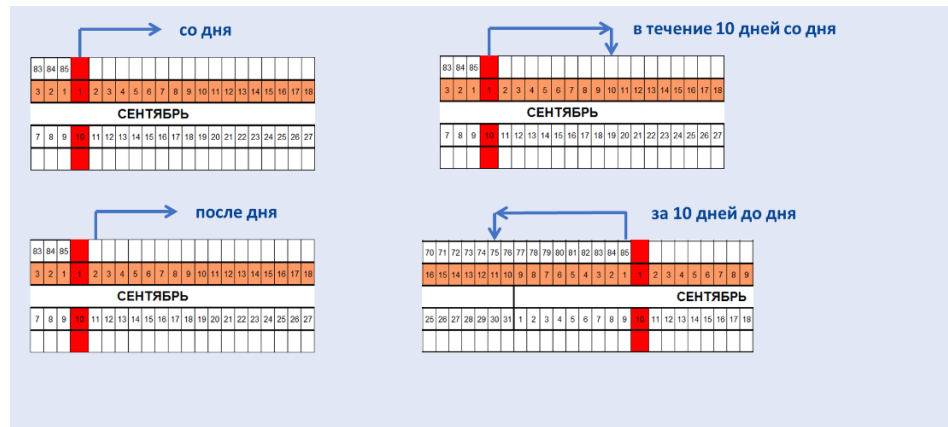 со дня
83 84 85
3 2 1 1 2 3 4 5 6 7 8 9 10 11 12 13 14 15 16 17 18
СЕНТЯБРЬ
7 8 9 10 11 12 13 14 15 16 17 18 19 20 21 22 23 24 25 26 27
в течение 10 дней со дня
83 84 85
3 2 1 1 2 3 4 5 6 7 8 9 10 11 12 13 14 15 16 17 18
СЕНТЯБРЬ
7 8 9 10 11 12 13 14 15 16 17 18 19 20 21 22 23 24 25 26 27
после дня
83 84 85
3 2 1 1 2 3 4 5 6 7 8 9 10 11 12 13 14 15 16 17 18
СЕНТЯБРЬ
7 8 9 10 11 12 13 14 15 16 17 18 19 20 21 22 23 24 25 26 27
за 10 дней до дня
70 71 72 73 74 75 76 77 78 79 80 81 82 83 84 85
16 15 14 13 12 11 10 9 8 7 6 5 4 3 2 1 1 2 3 4 5 6 7 8 9
СЕНТЯБРЬ
25 26 27 28 29 30 31 1 2 3 4 5 6 7 8 9 10 11 12 13 14 15 16 17 18